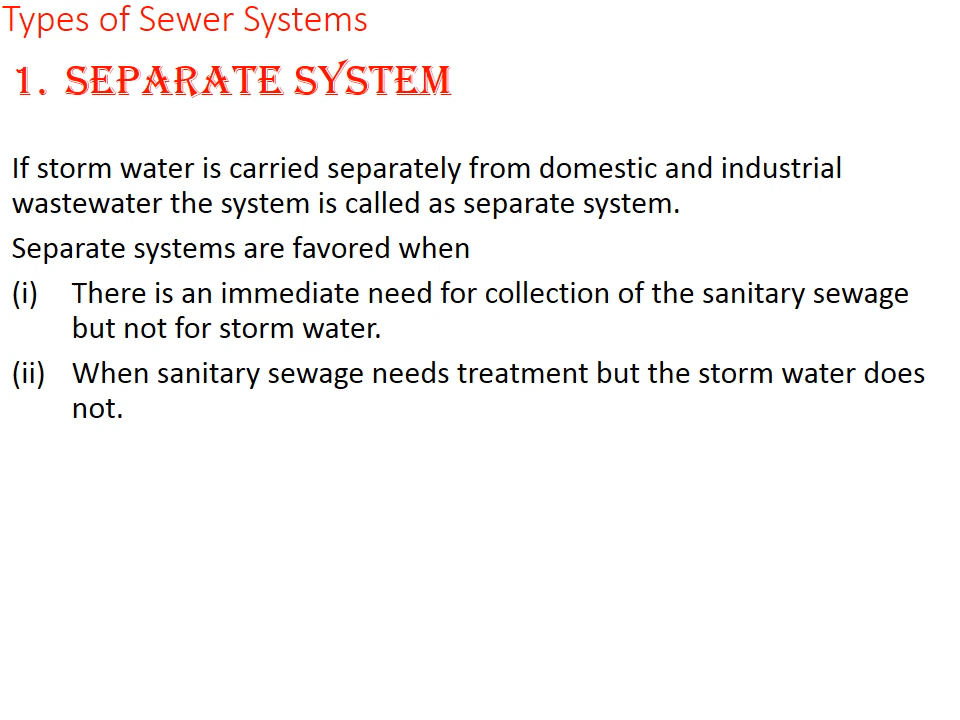 Types of Sewer Systems
1. SEPARATE SYSTEM
If storm water is carried separately from domestic and industrial
wastewater the system is called as separate system.
Separate systems are favored when
(i) There is an immediate need for collection of the sanitary sewage
but not for storm water.
(ii) When sanitary sewage needs treatment but the storm water does
not.